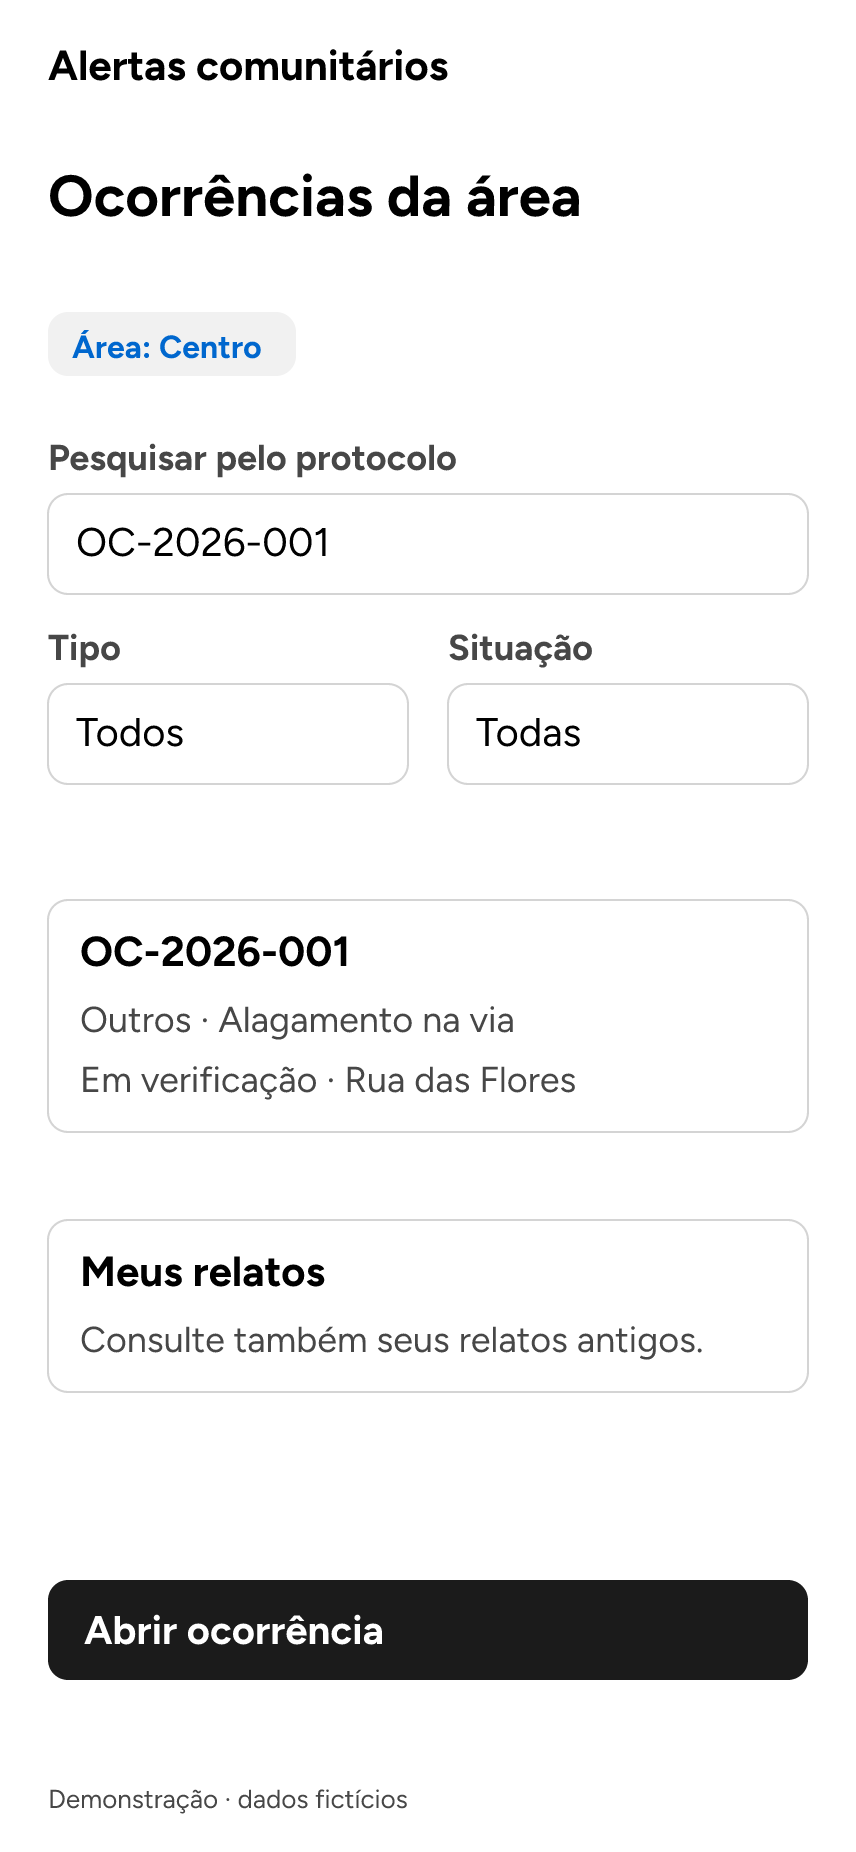 Alertas comunitários
Ocorrências da área
Área: Centro
Pesquisar pelo protocolo
OC-2026-001
Tipo
Situação
Todos
Todas
OC-2026-001
Outros · Alagamento na via
Em verificação · Rua das Flores
Meus relatos
Consulte também seus relatos antigos.
Abrir ocorrência
Demonstração · dados fictícios